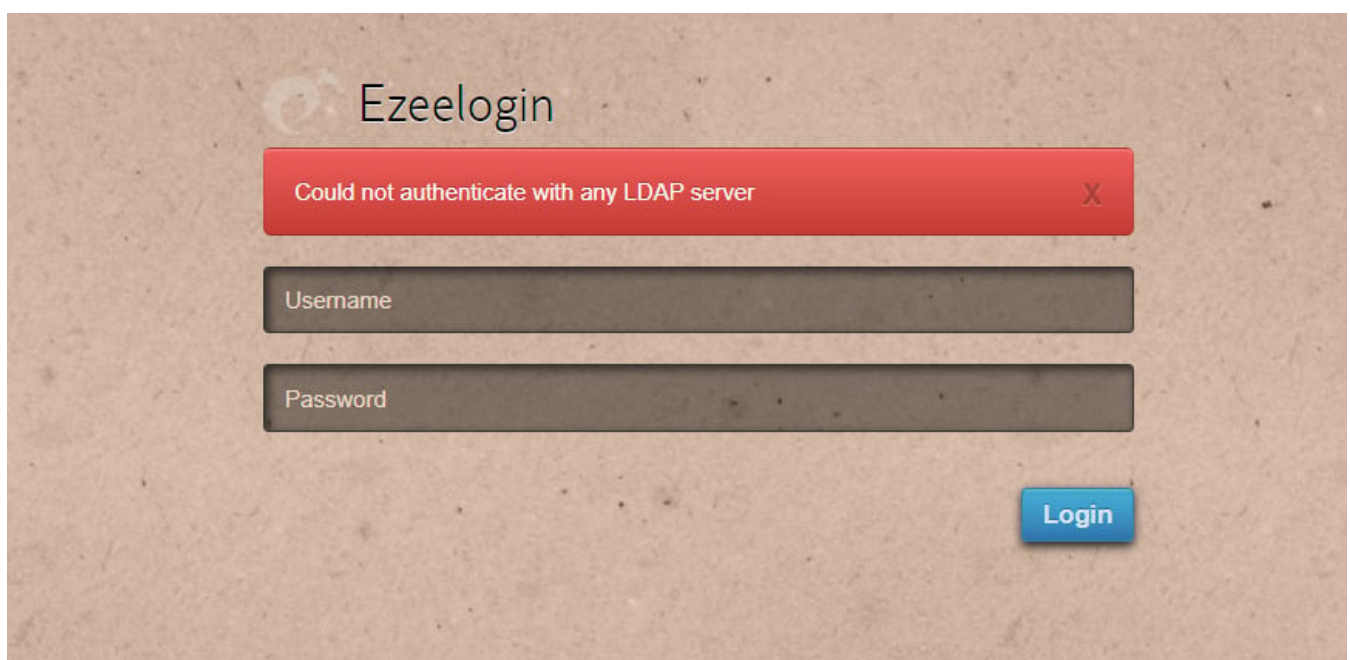 Ezeelogin
Could not authenticate with any LDAP server X
Username
Password
Login